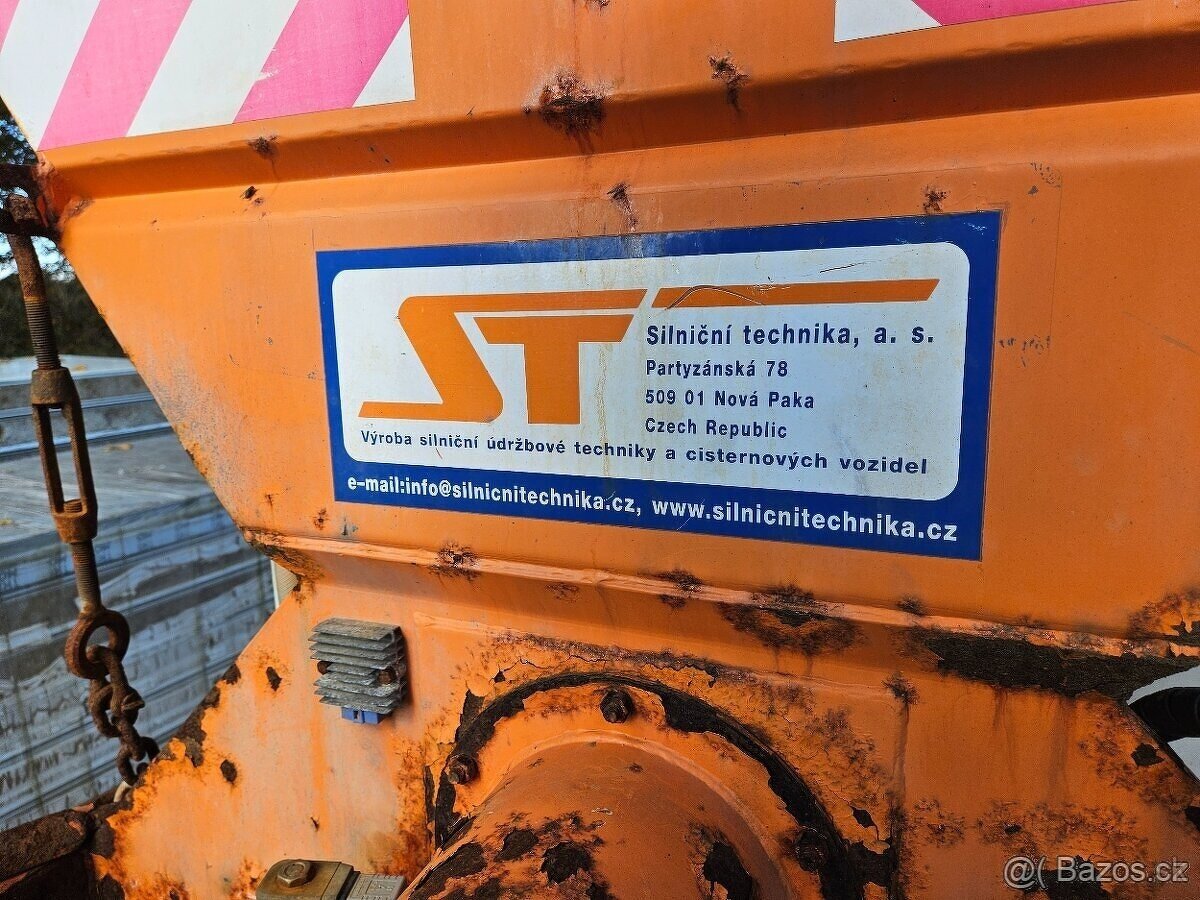 ST
Silniční technika, a. s.
Partyzánská 78
509 01 Nová Paka
Czech Republic
Výroba silniční údržbové techniky a cisternových vozidel
e-mail:info@silnicnitechnika.cz, www.silnicnitechnika.cz
@( Bazos.cz